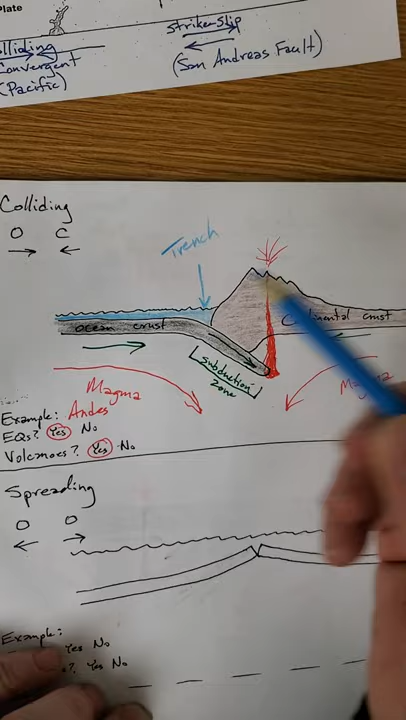 Plate
strike-slip
colliding
Convergent
(Pacific)
(San Andreas Fault)
Colliding
O C
Trench
ocean crust
Continental crust
subduction
zone
Magma
Magma
Example: Andes
EQs? Yes No
Volcanoes? Yes No
Spreading
O O
Example:
Yes No
? Yes No